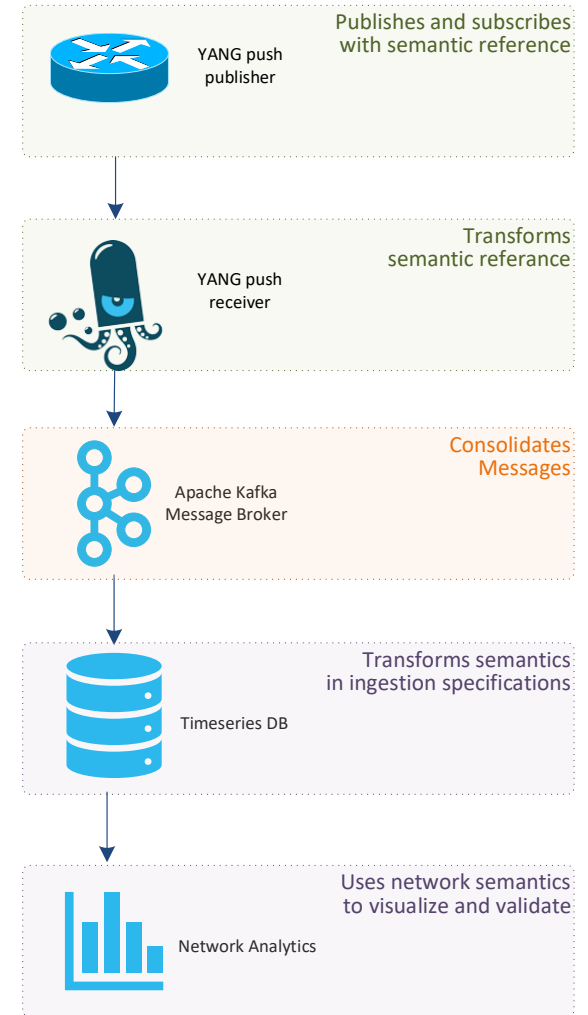 Publishes and subscribes
with semantic reference
YANG push
publisher
Transforms
semantic referance
YANG push
receiver
Consolidates
Messages
Apache Kafka
Message Broker
Transforms semantics
in ingestion specifications
Timeseries DB
Uses network semantics
to visualize and validate
Network Analytics